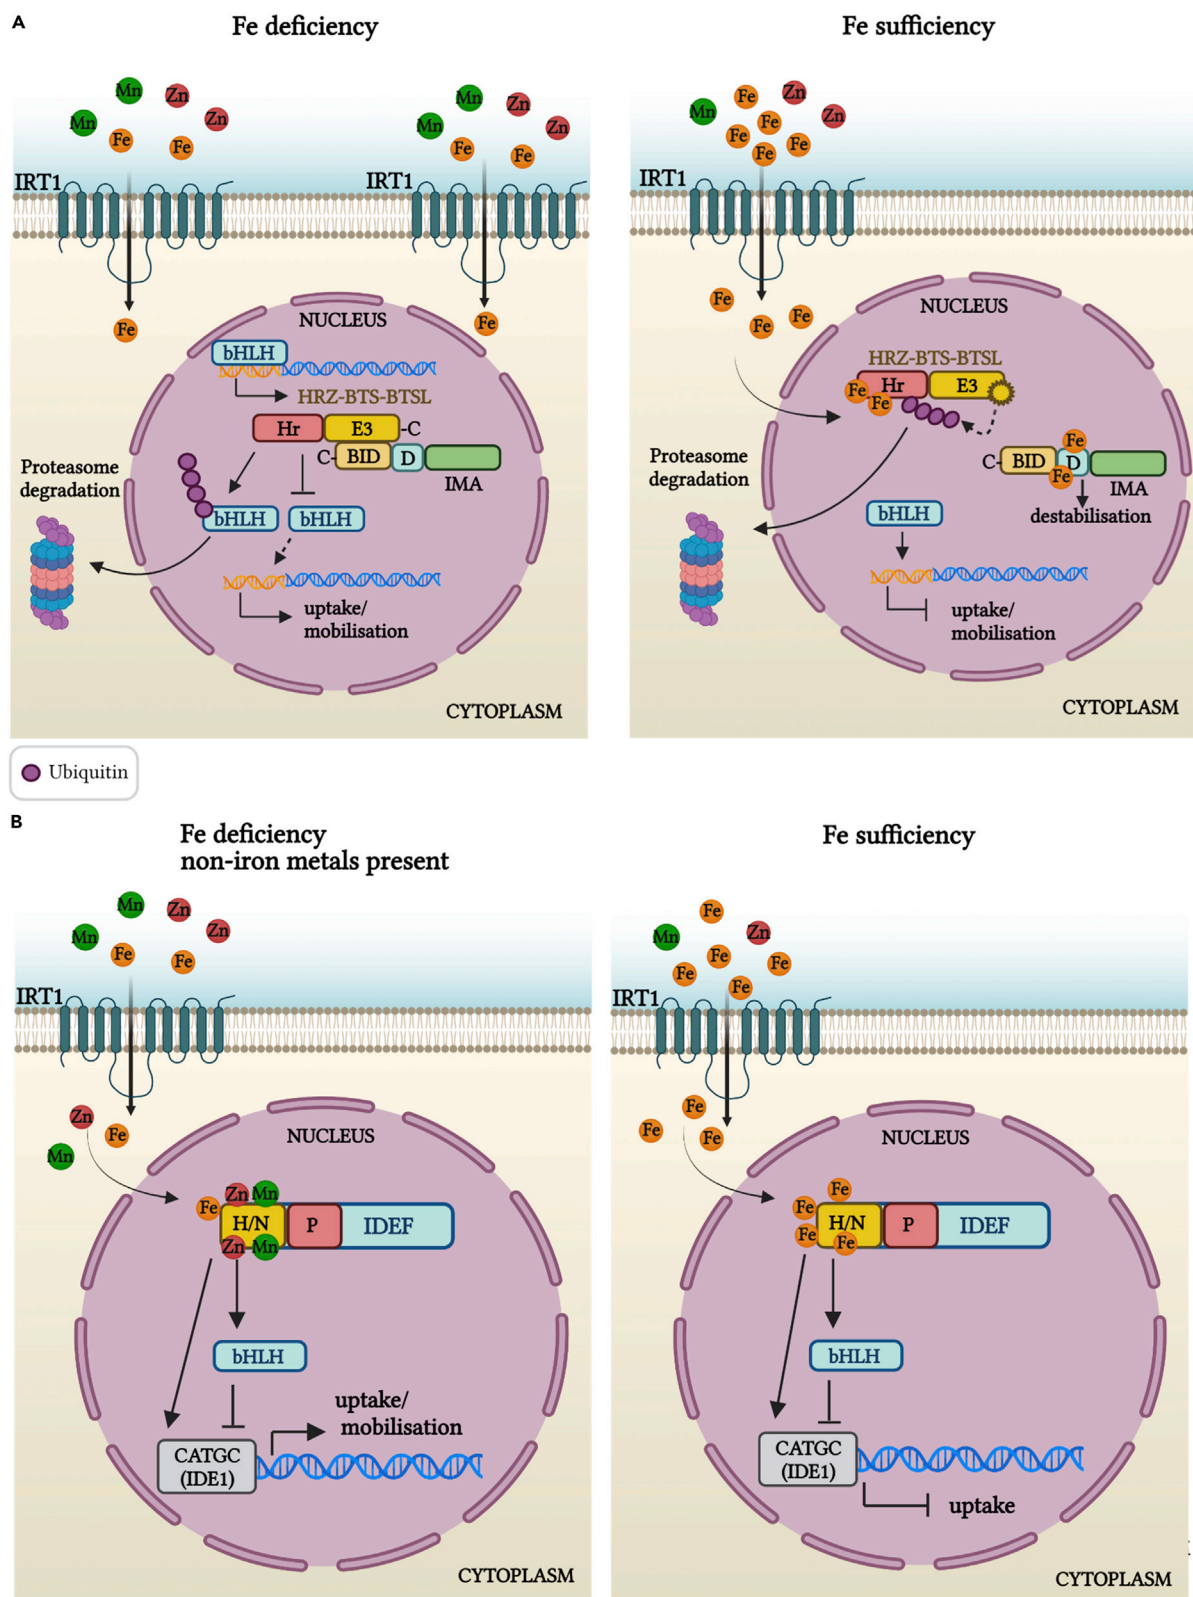 A
Fe deficiency
Fe sufficiency
Mn
Zn
Mn
Zn
Fe
Fe
IRT1
Mn
Zn
Mn
Zn
Fe
Fe
IRT1
Fe
Fe
NUCLEUS
bHLH
HRZ-BTS-BTSL
Hr
E3
-C
C-
BID
D
IMA
Proteasome
degradation
bHLH
bHLH
uptake/
mobilisation
CYTOPLASM
Mn
Fe
Zn
Fe
Fe
Zn
Fe
Fe
IRT1
Fe
Fe
Fe
NUCLEUS
HRZ-BTS-BTSL
Hr
E3
Fe
Fe
Fe
C-
BID
D
Fe
IMA
destabilisation
Proteasome
degradation
bHLH
uptake/
mobilisation
CYTOPLASM
Ubiquitin
B
Fe deficiency
non-iron metals present
Fe sufficiency
Mn
Zn
Mn
Zn
Fe
Fe
IRT1
Zn
Fe
Mn
NUCLEUS
Zn
Mn
Fe
H/N
P
IDEF
Zn
Mn
bHLH
uptake/
mobilisation
CATGC
(IDE1)
CYTOPLASM
Fe
Mn
Zn
Fe
Fe
Fe
Fe
IRT1
Fe
Fe
Fe
NUCLEUS
Fe
Fe
H/N
P
IDEF
Fe
Fe
bHLH
CATGC
(IDE1)
uptake
CYTOPLASM